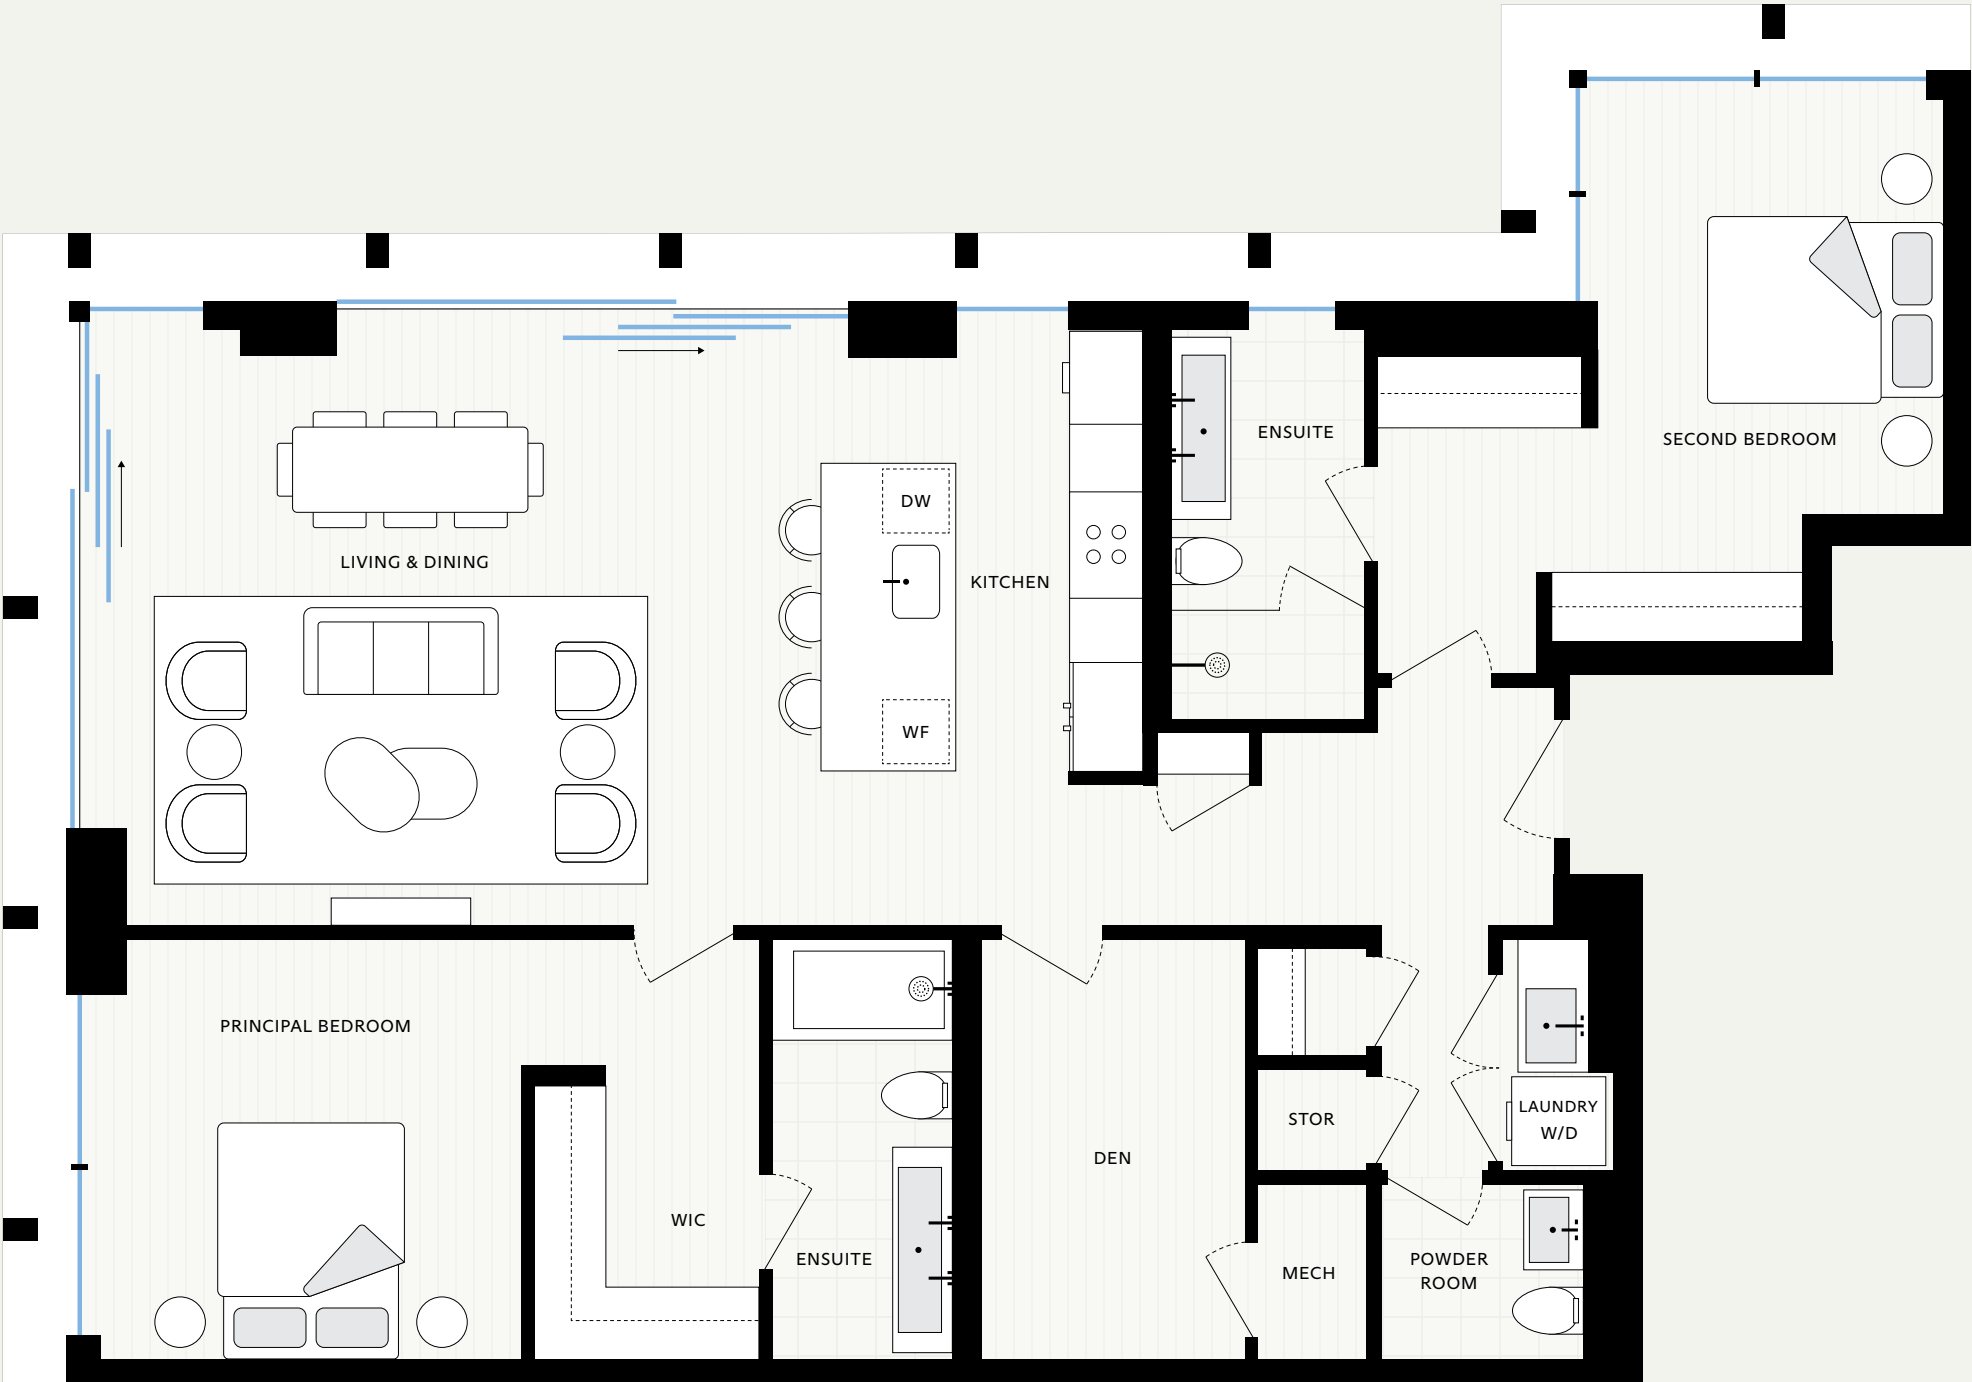 ENSUITE
SECOND BEDROOM
DW
LIVING & DINING
KITCHEN
WF
PRINCIPAL BEDROOM
LAUNDRY
W/D
STOR
DEN
WIC
ENSUITE
MECH
POWDER
ROOM